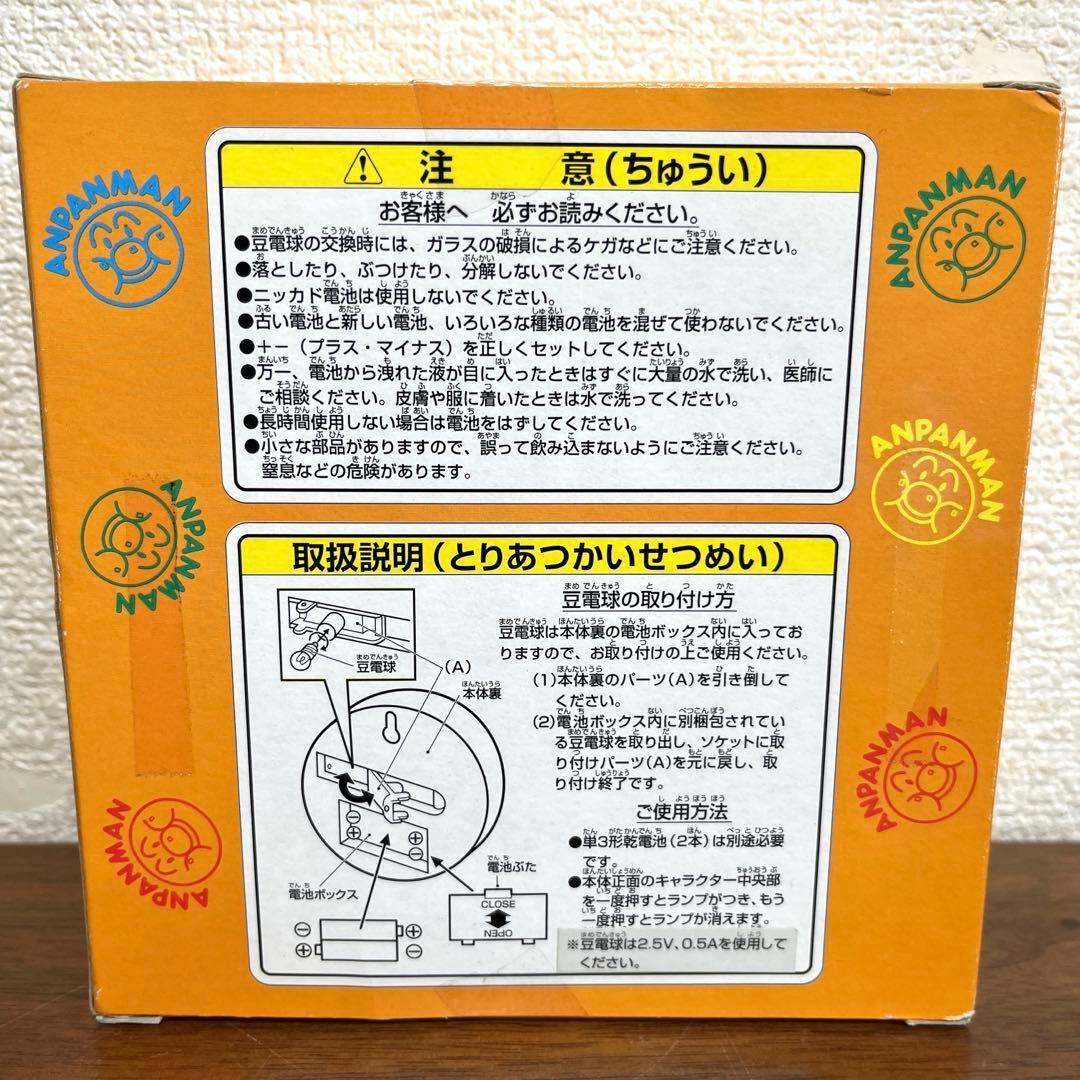 注 意(ちゅうい)
お客様へ 必ずお読みください。
●豆電球の交換時には、ガラスの破損によるケガなどにご注意ください。
●落としたり、ぶつけたり、分解しないでください。
●ニッカド電池は使用しないでください。
●古い電池と新しい電池、いろいろな種類の電池を混ぜて使わないでください。
●+−(プラス・マイナス)を正しくセットしてください。
●万一、電池から洩れた液が目に入ったときはすぐに大量の水で洗い、医師に
ご相談ください。皮膚や服に着いたときは水で洗ってください。
●長時間使用しない場合は電池をはずしてください。
●小さな部品がありますので、誤って飲み込まないようにご注意ください。
窒息などの危険があります。
ANPANMAN
ANPANMAN
ANPANMAN
ANPANMAN
ANPANMAN
ANPANMAN
取扱説明(とりあつかいせつめい)
豆電球
(A)
本体裏
電池ボックス
電池ぶた
CLOSE
OPEN
豆電球の取り付け方
豆電球は本体裏の電池ボックス内に入ってお
りますので、お取り付けの上ご使用ください。
(1)本体裏のパーツ(A)を引き倒して
ください。
(2)電池ボックス内に別梱包されてい
る豆電球を取り出し、ソケットに取
り付けパーツ(A)を元に戻し、取
り付け終了です。
ご使用方法
●単3形乾電池(2本)は別途必要
です。
●本体正面のキャラクター中央部
を一度押すとランプがつき、もう
一度押すとランプが消えます。
※豆電球は2.5V、0.5Aを使用して
ください。